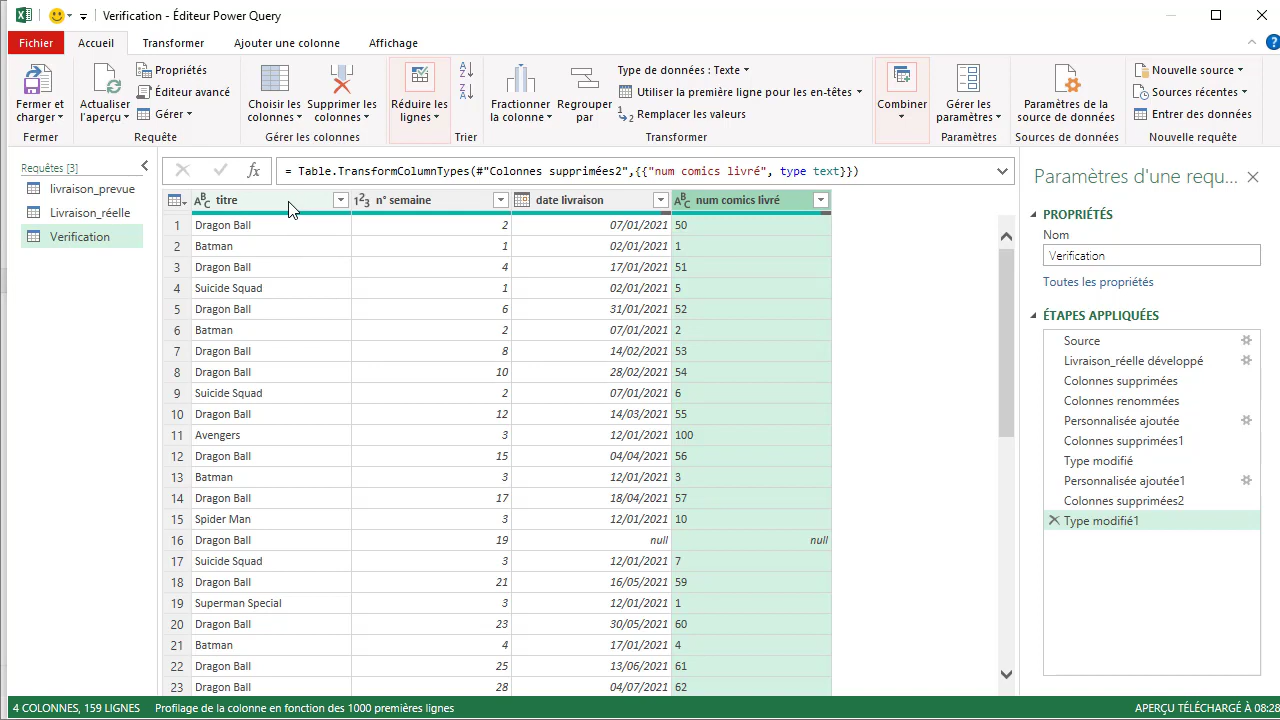 Verification - Éditeur Power Query
Fichier Accueil Transformer Ajouter une colonne Affichage
Fermer et charger
Fermer
Actualiser l'aperçu
Propriétés
Éditeur avancé
Gérer
Requête
Choisir les colonnes
Supprimer les colonnes
Gérer les colonnes
Réduire les lignes
Trier
Fractionner la colonne
Regrouper par
Type de données : Text
Utiliser la première ligne pour les en-têtes
Remplacer les valeurs
Transformer
Combiner
Gérer les paramètres
Paramètres
Paramètres de la source de données
Sources de données
Nouvelle source
Sources récentes
Entrer des données
Nouvelle requête
Requêtes [3]
livraison_prevue
Livraison_réelle
Verification
fx = Table.TransformColumnTypes(#"Colonnes supprimées2",{{"num comics livré", type text}})
ABC titre 123 n° semaine date livraison ABC num comics livré
1 Dragon Ball 2 07/01/2021 50
2 Batman 1 02/01/2021 1
3 Dragon Ball 4 17/01/2021 51
4 Suicide Squad 1 02/01/2021 5
5 Dragon Ball 6 31/01/2021 52
6 Batman 2 07/01/2021 2
7 Dragon Ball 8 14/02/2021 53
8 Dragon Ball 10 28/02/2021 54
9 Suicide Squad 2 07/01/2021 6
10 Dragon Ball 12 14/03/2021 55
11 Avengers 3 12/01/2021 100
12 Dragon Ball 15 04/04/2021 56
13 Batman 3 12/01/2021 3
14 Dragon Ball 17 18/04/2021 57
15 Spider Man 3 12/01/2021 10
16 Dragon Ball 19 null null
17 Suicide Squad 3 12/01/2021 7
18 Dragon Ball 21 16/05/2021 59
19 Superman Special 3 12/01/2021 1
20 Dragon Ball 23 30/05/2021 60
21 Batman 4 17/01/2021 4
22 Dragon Ball 25 13/06/2021 61
23 Dragon Ball 28 04/07/2021 62
Paramètres d'une requ...
PROPRIÉTÉS
Nom
Verification
Toutes les propriétés
ÉTAPES APPLIQUÉES
Source
Livraison_réelle développé
Colonnes supprimées
Colonnes renommées
Personnalisée ajoutée
Colonnes supprimées1
Type modifié
Personnalisée ajoutée1
Colonnes supprimées2
Type modifié1
4 COLONNES, 159 LIGNES Profilage de la colonne en fonction des 1000 premières lignes APERÇU TÉLÉCHARGÉ À 08:28